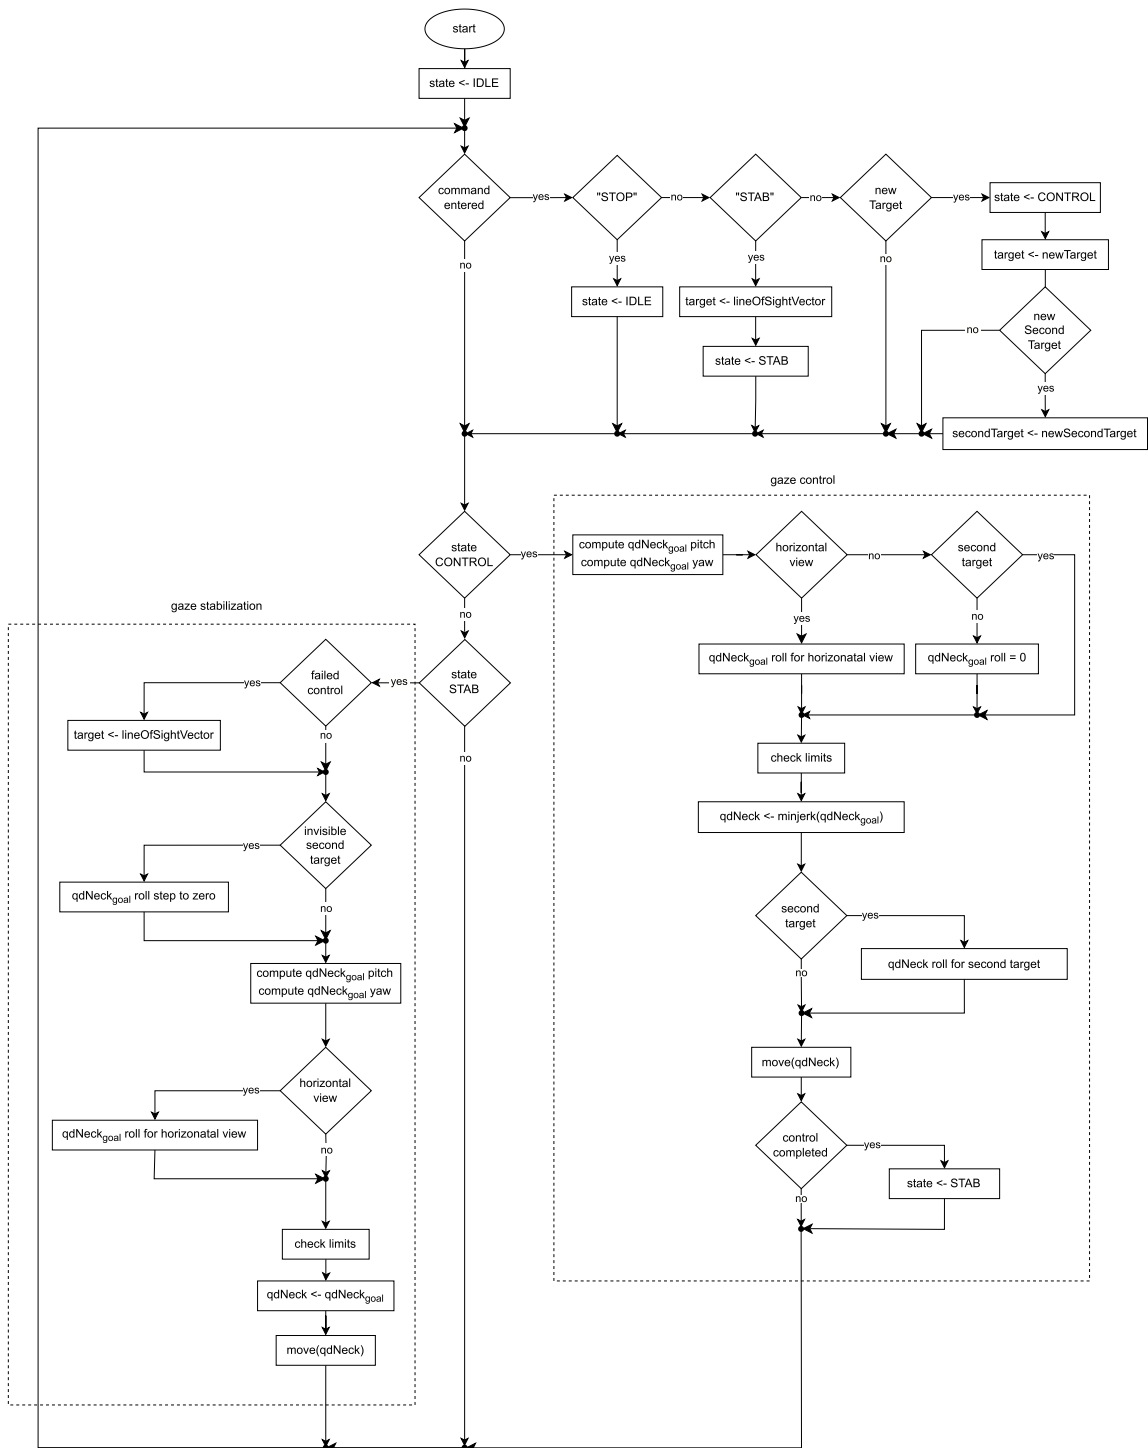 start
state <- IDLE
command
entered
yes
"STOP"
no
"STAB"
no
new
Target
yes
state <- CONTROL
no
yes
yes
no
target <- newTarget
state <- IDLE
target <- lineOfSightVector
new
Second
Target
no
state <- STAB
yes
secondTarget <- newSecondTarget
gaze control
state
CONTROL
yes
compute qdNeckgoal pitch
compute qdNeckgoal yaw
horizontal
view
no
second
target
yes
no
yes
no
qdNeckgoal roll for horizonatal view
qdNeckgoal roll = 0
check limits
qdNeck <- minjerk(qdNeckgoal)
second
target
yes
no
qdNeck roll for second target
move(qdNeck)
control
completed
yes
no
state <- STAB
gaze stabilization
state
STAB
yes
no
failed
control
yes
no
target <- lineOfSightVector
invisible
second
target
yes
no
qdNeckgoal roll step to zero
compute qdNeckgoal pitch
compute qdNeckgoal yaw
horizontal
view
yes
no
qdNeckgoal roll for horizonatal view
check limits
qdNeck <- qdNeckgoal
move(qdNeck)